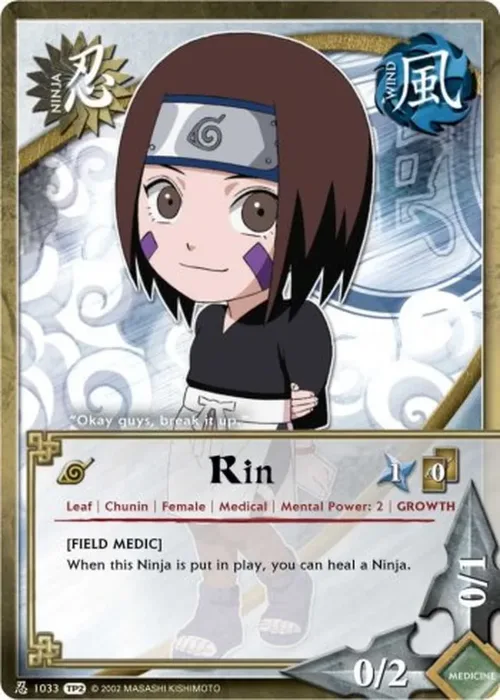 NINJA
忍
WIND
風
"Okay guys, break it up."
Rin
1
0
Leaf | Chunin | Female | Medical | Mental Power: 2 | GROWTH
[FIELD MEDIC]
When this Ninja is put in play, you can heal a Ninja.
0/1
0/2
MEDICINE
忍 1033 TP2 © 2002 MASASHI KISHIMOTO